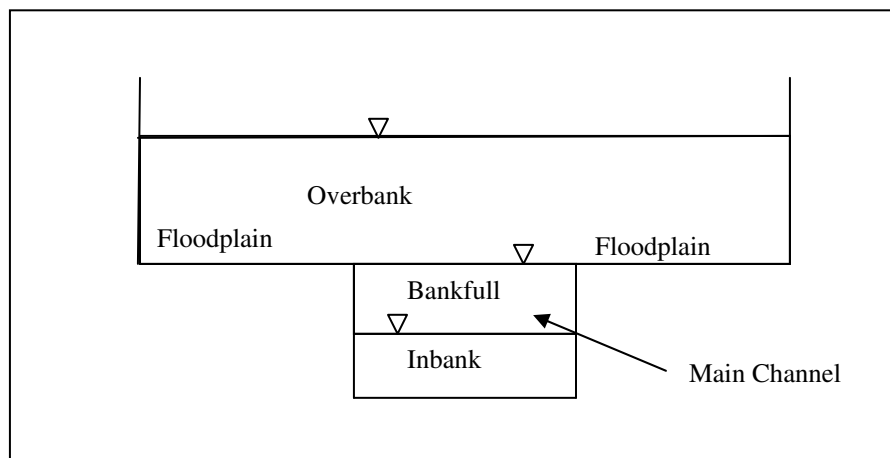 Overbank
Floodplain
Floodplain
Bankfull
Inbank
Main Channel